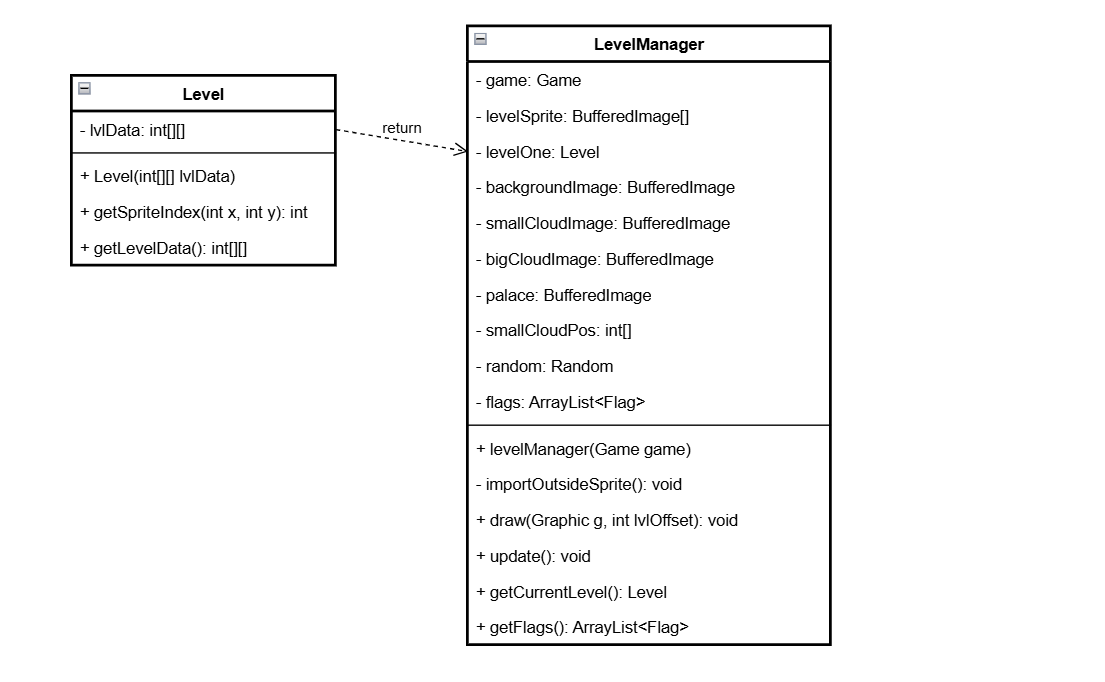 Level
- lvlData: int[][]
+ Level(int[][] lvlData)
+ getSpriteIndex(int x, int y): int
+ getLevelData(): int[][]
return
LevelManager
- game: Game
- levelSprite: BufferedImage[]
- levelOne: Level
- backgroundImage: BufferedImage
- smallCloudImage: BufferedImage
- bigCloudImage: BufferedImage
- palace: BufferedImage
- smallCloudPos: int[]
- random: Random
- flags: ArrayList<Flag>
+ levelManager(Game game)
- importOutsideSprite(): void
+ draw(Graphic g, int lvlOffset): void
+ update(): void
+ getCurrentLevel(): Level
+ getFlags(): ArrayList<Flag>